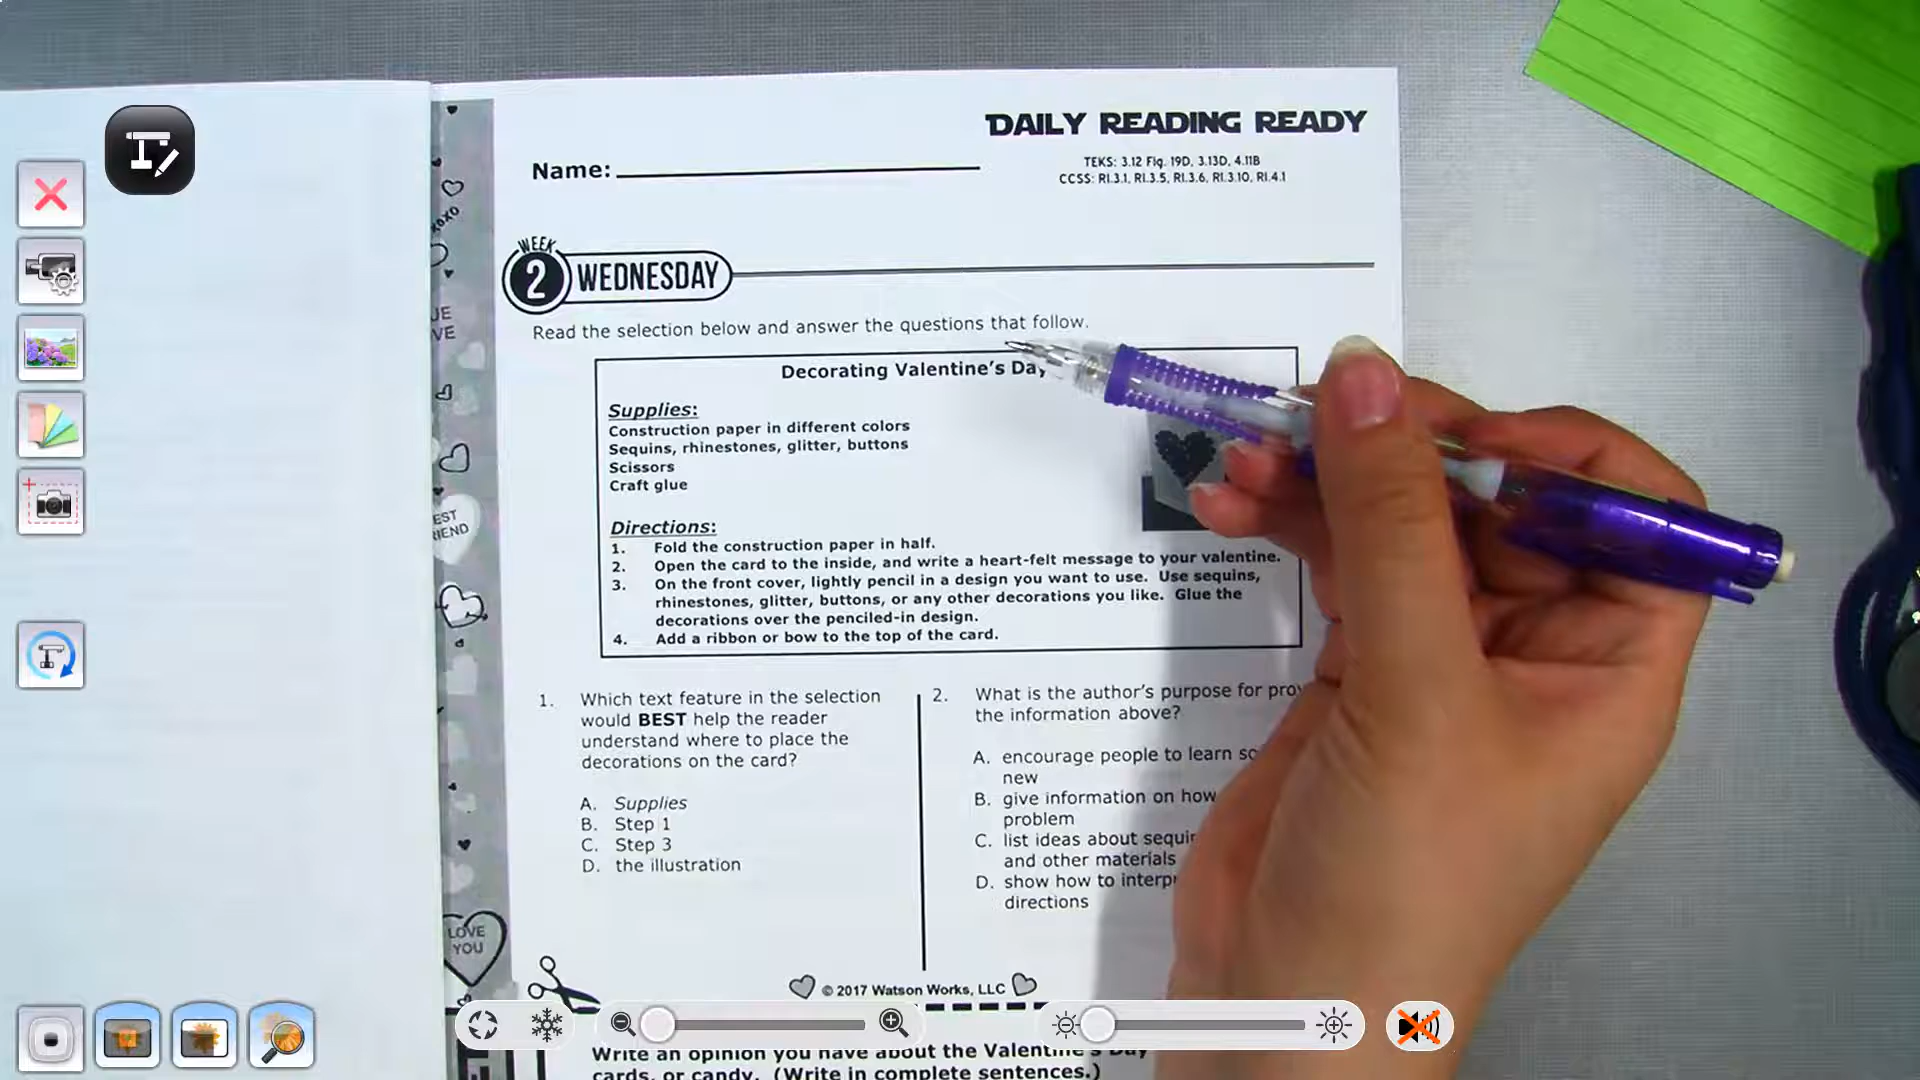 DAILY READING READY
Name:
TEKS: 3.12 Fig. 19D, 3.13D, 4.11B
CCSS: RI.3.1, RI.3.5, RI.3.6, RI.3.10, RI.4.1
WEEK
2 WEDNESDAY
Read the selection below and answer the questions that follow.
Decorating Valentine's Day
Supplies:
Construction paper in different colors
Sequins, rhinestones, glitter, buttons
Scissors
Craft glue
Directions:
1. Fold the construction paper in half.
2. Open the card to the inside, and write a heart-felt message to your valentine.
3. On the front cover, lightly pencil in a design you want to use. Use sequins,
rhinestones, glitter, buttons, or any other decorations you like. Glue the
decorations over the penciled-in design.
4. Add a ribbon or bow to the top of the card.
1. Which text feature in the selection
would BEST help the reader
understand where to place the
decorations on the card?
A. Supplies
B. Step 1
C. Step 3
D. the illustration
2. What is the author's purpose for
the information above?
A. encourage people to learn
new
B. give information on how
problem
C. list ideas about
and other materials
D. show how to
directions
XOXO
LOVE
YOU
© 2017 Watson Works, LLC
Write an opinion you have about the Valentine's Day
cards, or candy. (Write in complete sentences.)